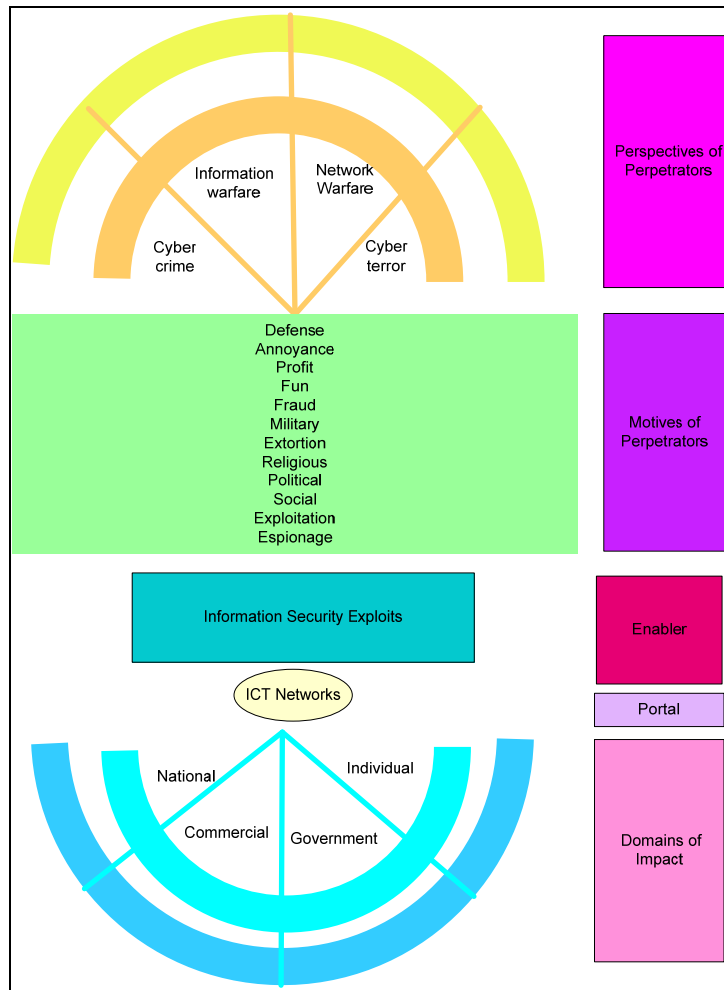 Information
warfare
Network
Warfare
Cyber
crime
Cyber
terror
Perspectives of
Perpetrators
Defense
Annoyance
Profit
Fun
Fraud
Military
Extortion
Religious
Political
Social
Exploitation
Espionage
Motives of
Perpetrators
Information Security Exploits
Enabler
ICT Networks
Portal
National
Individual
Commercial
Government
Domains of
Impact